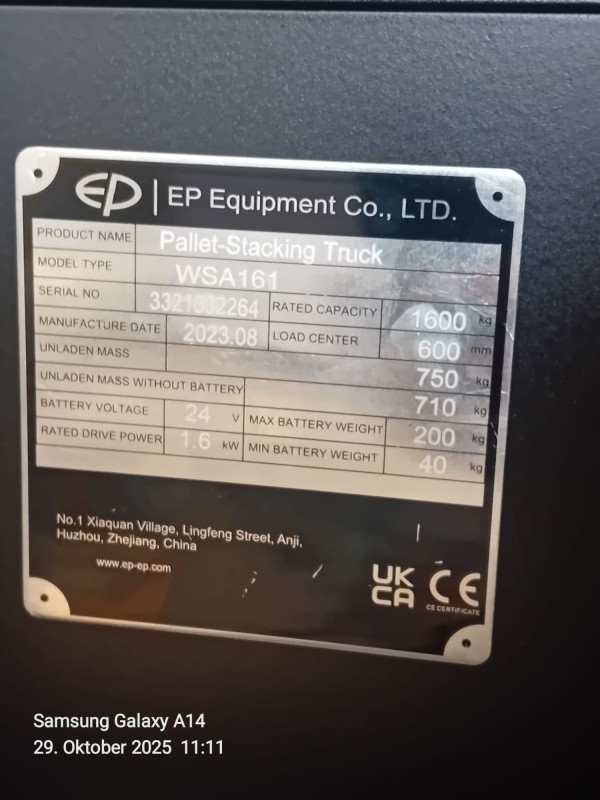 EP | EP Equipment Co., LTD.
PRODUCT NAME Pallet-Stacking Truck
MODEL TYPE WSA161
SERIAL NO. 3321602264 RATED CAPACITY 1600 kg
MANUFACTURE DATE 2023.08 LOAD CENTER 600 mm
UNLADEN MASS 750 kg
UNLADEN MASS WITHOUT BATTERY 710 kg
BATTERY VOLTAGE 24 V MAX BATTERY WEIGHT 200 kg
RATED DRIVE POWER 1.6 kW MIN BATTERY WEIGHT 40 kg
No.1 Xiaquan Village, Lingfeng Street, Anji,
Huzhou, Zhejiang, China
www.ep-ep.com
UK
CA CE
CE CERTIFICATE
Samsung Galaxy A14
29. Oktober 2025 11:11